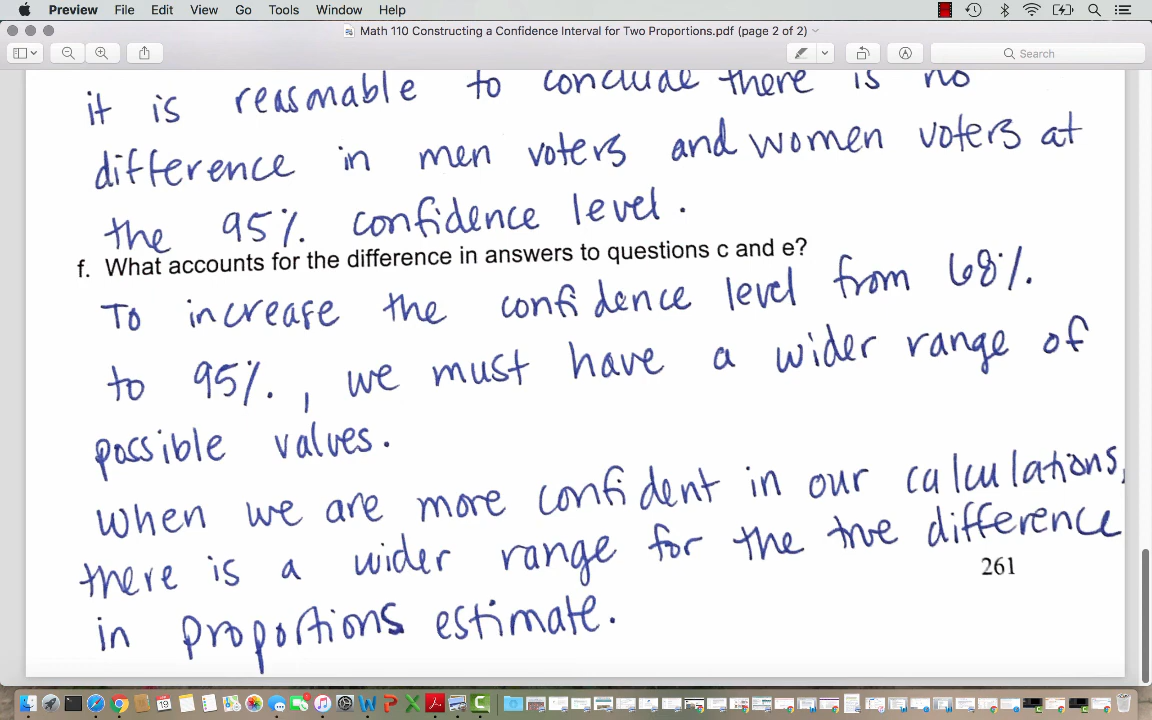 Preview File Edit View Go Tools Window Help
Math 110 Constructing a Confidence Interval for Two Proportions.pdf (page 2 of 2)
Search
it is reasonable to conclude there is no
difference in men voters and women voters at
the 95% confidence level.
f. What accounts for the difference in answers to questions c and e?
To increase the confidence level from 68%
to 95%, we must have a wider range of
possible values.
When we are more confident in our calculations,
there is a wider range for the true difference
261
in proportions estimate.